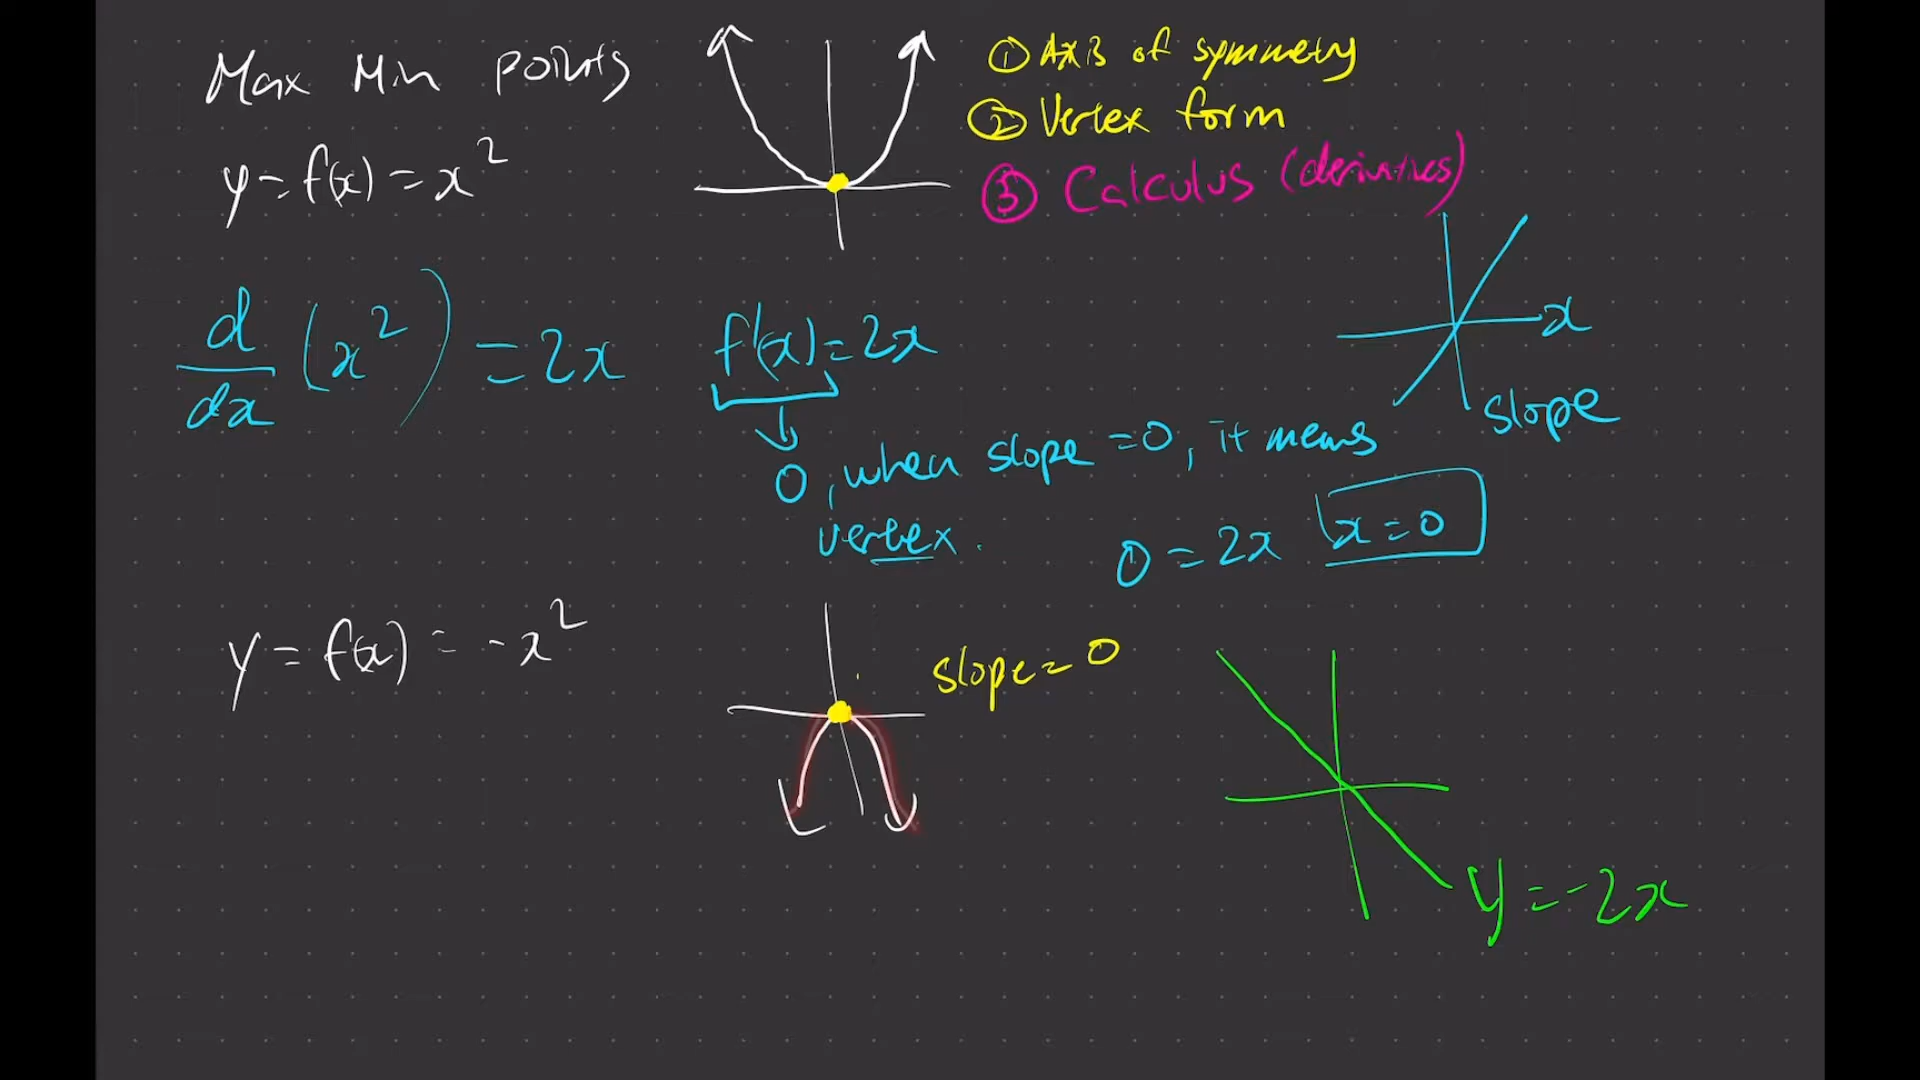 Max Min points
y = f(x) = x²
① Axis of symmetry
② Vertex form
③ Calculus (derivatives)
d/dx (x²) = 2x
f'(x) = 2x
0, when slope = 0, it means
vertex.
0 = 2x
x = 0
x
slope
y = f(x) = -x²
slope = 0
y = -2x